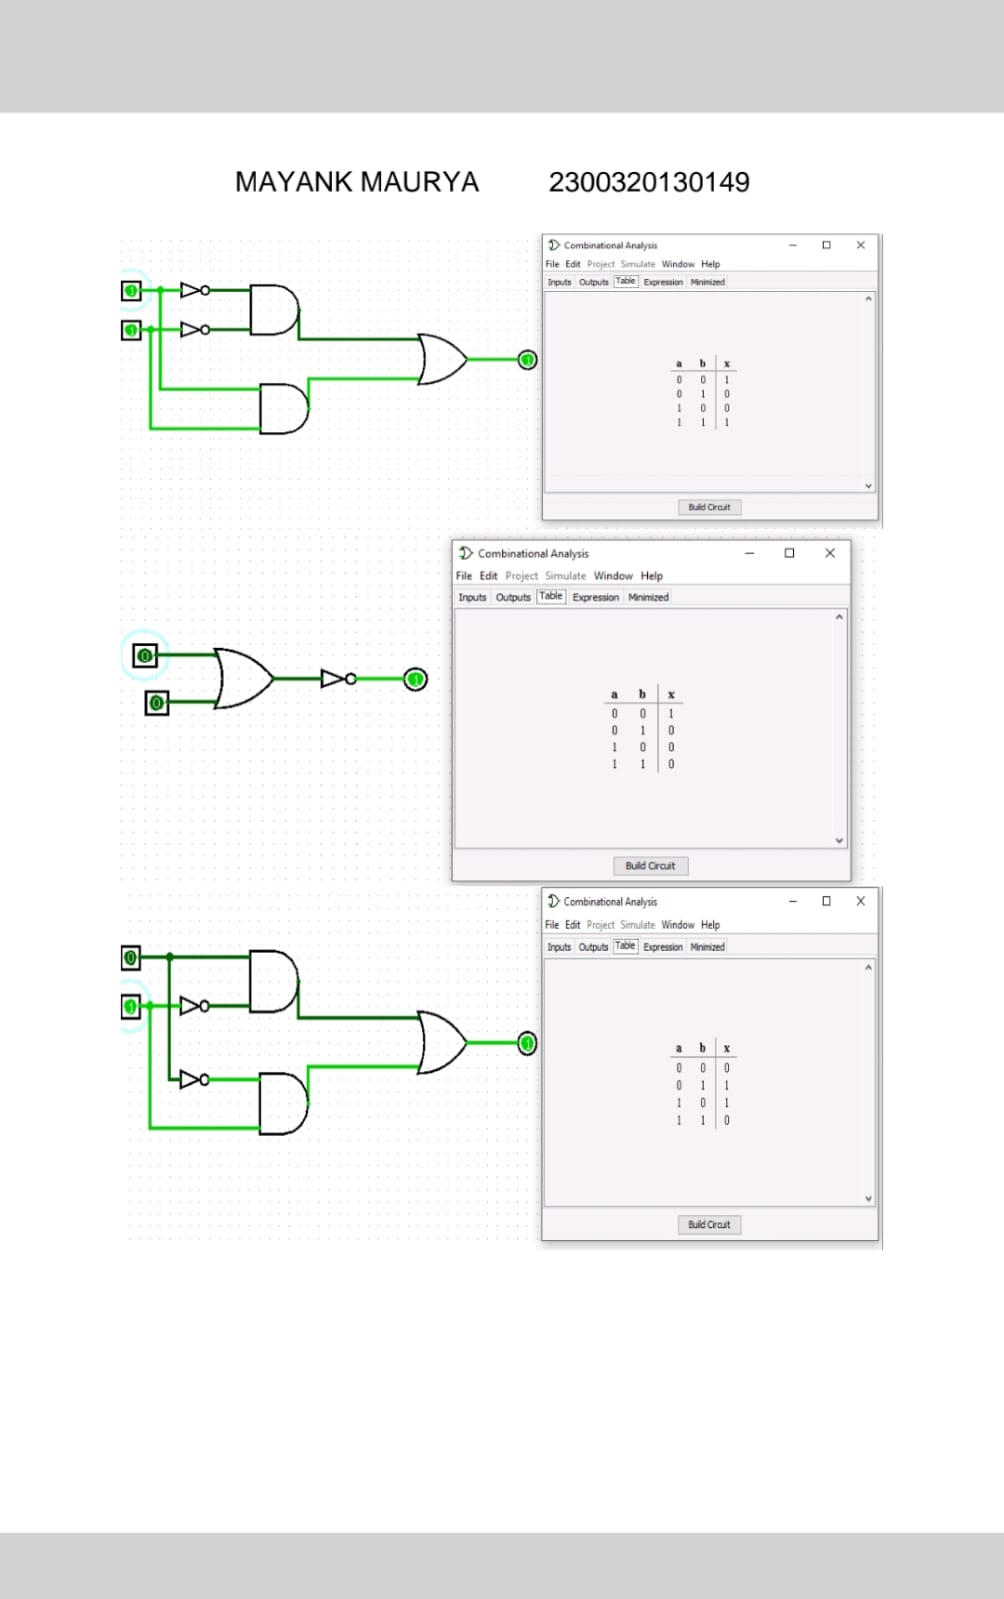 MAYANK MAURYA 2300320130149
Combinational Analysis
File Edit Project Simulate Window Help
Inputs Outputs Table Expression Minimized
1
1
1
a b x
0 0 1
0 1 0
1 0 0
1 1 1
Build Circuit
Combinational Analysis
File Edit Project Simulate Window Help
Inputs Outputs Table Expression Minimized
0
0
1
a b x
0 0 1
0 1 0
1 0 0
1 1 0
Build Circuit
Combinational Analysis
File Edit Project Simulate Window Help
Inputs Outputs Table Expression Minimized
0
1
1
a b x
0 0 0
0 1 1
1 0 1
1 1 0
Build Circuit